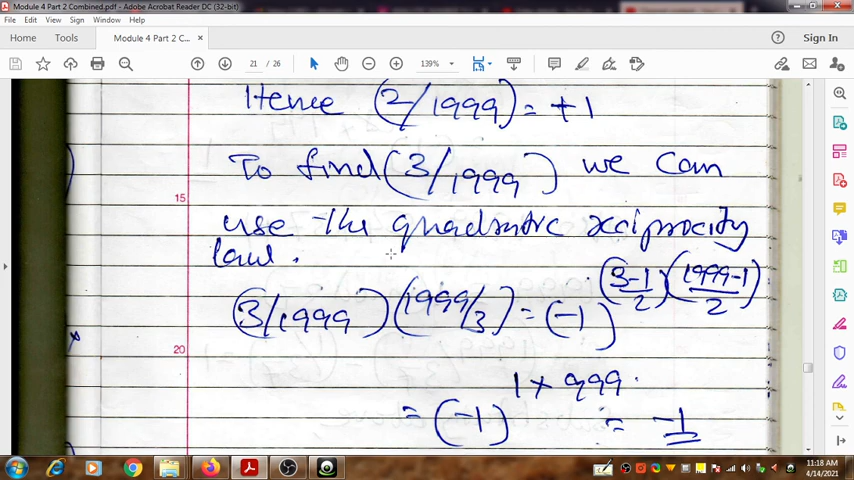 Module 4 Part 2 Combined.pdf - Adobe Acrobat Reader DC (32-bit)
File Edit View Sign Window Help
Home Tools Module 4 Part 2 C... × Sign In
21 / 26 139%
Hence (2/1999) = +1
To find (3/1999) we can
15
use the quadratic reciprocity
law.
(3/1999)(1999/3) = (-1)^(3-1/2)(1999-1/2)
20
= (-1)^1×999 = -1
11:18 AM
4/14/2021